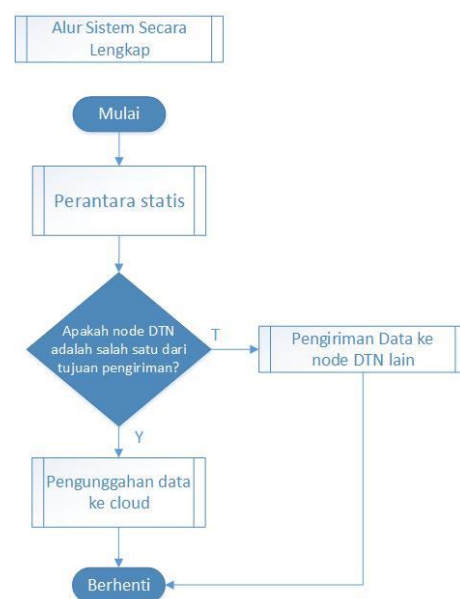 Alur Sistem Secara
Lengkap
Mulai
Perantara statis
Apakah node DTN
adalah salah satu dari
tujuan pengiriman?
T
Pengiriman Data ke
node DTN lain
Y
Pengunggahan data
ke cloud
Berhenti